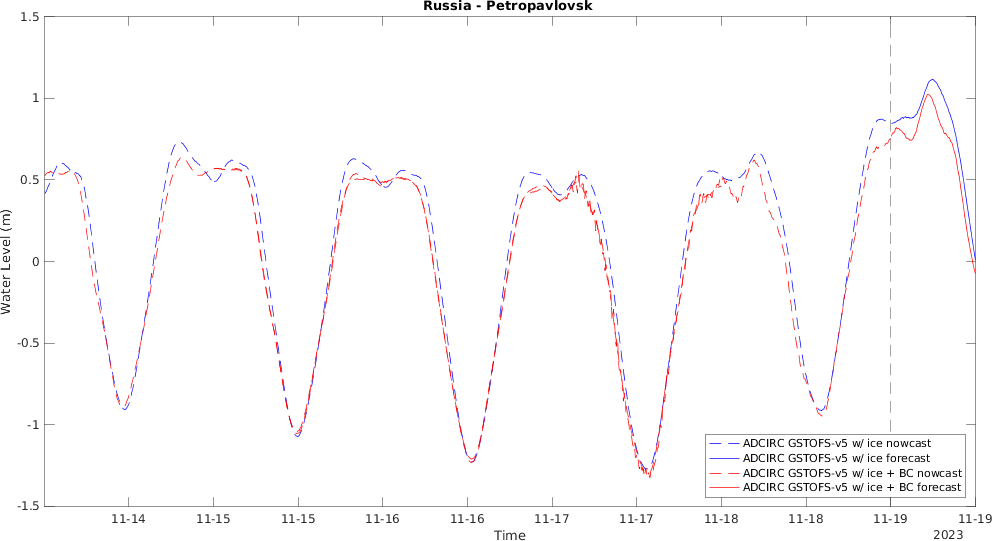 Russia - Petropavlovsk
1.5
1
0.5
0
-0.5
-1
-1.5
Water Level (m)
ADCIRC GSTOFS-v5 w/ ice nowcast
ADCIRC GSTOFS-v5 w/ ice forecast
ADCIRC GSTOFS-v5 w/ ice + BC nowcast
ADCIRC GSTOFS-v5 w/ ice + BC forecast
11-14 11-15 11-15 11-16 11-16 11-17 11-17 11-18 11-18 11-19 11-19
Time
2023